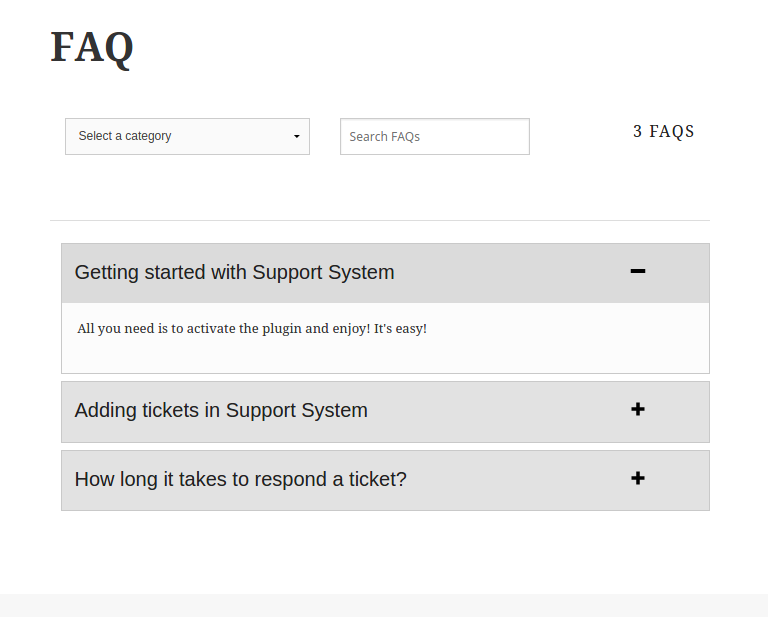 FAQ
Select a category
Search FAQs
3 FAQS
Getting started with Support System
All you need is to activate the plugin and enjoy! It's easy!
Adding tickets in Support System
How long it takes to respond a ticket?